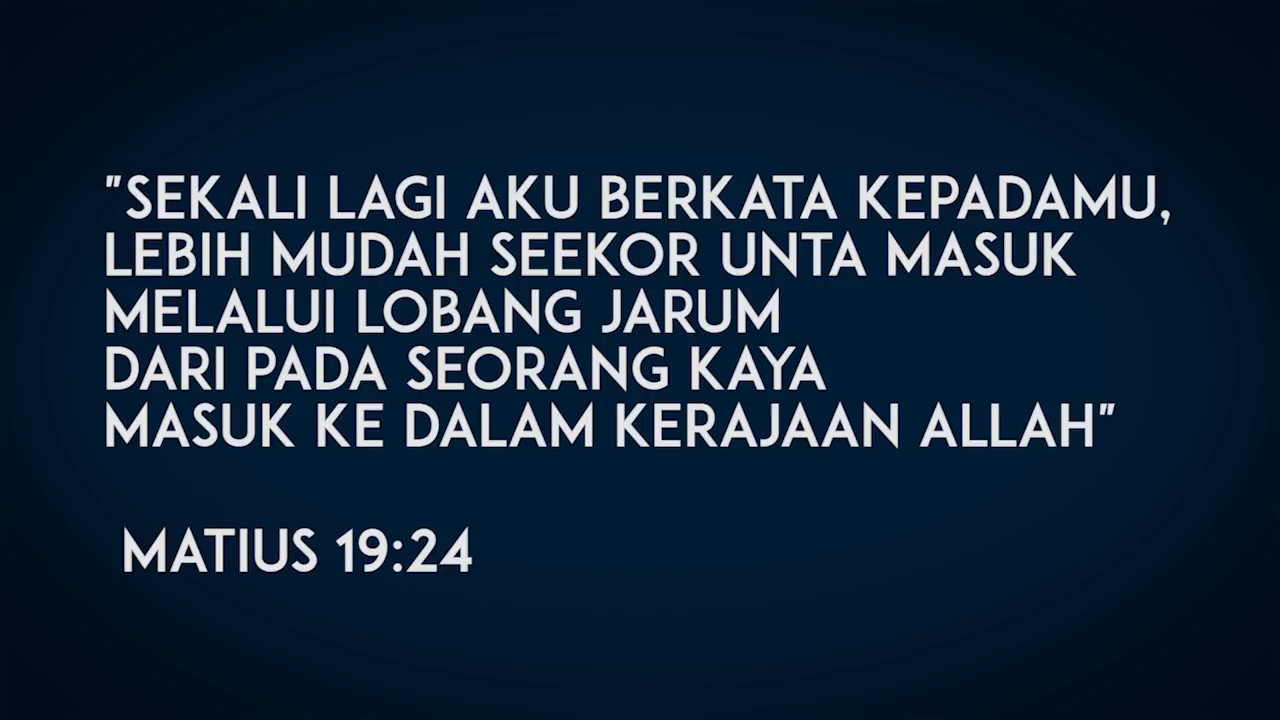 "SEKALI LAGI AKU BERKATA KEPADAMU,
LEBIH MUDAH SEEKOR UNTA MASUK
MELALUI LOBANG JARUM
DARI PADA SEORANG KAYA
MASUK KE DALAM KERAJAAN ALLAH"
MATIUS 19:24